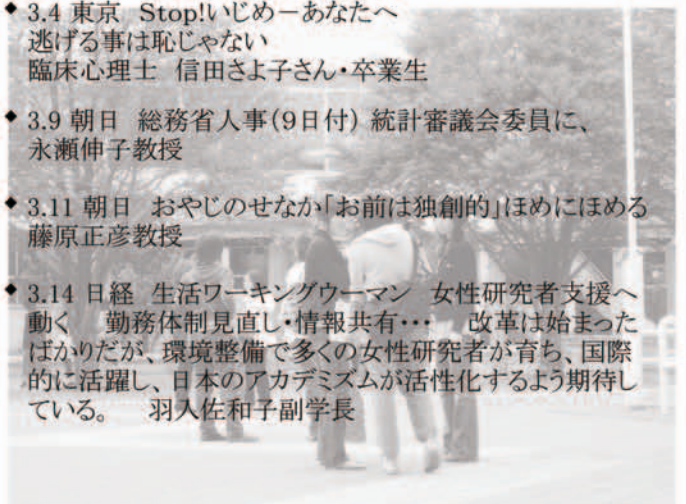 ◆ 3.4 東京 Stop!いじめ－あなたへ
逃げる事は恥じゃない
臨床心理士 信田さよ子さん・卒業生
◆ 3.9 朝日 総務省人事(9日付) 統計審議会委員に、
永瀬伸子教授
◆ 3.11 朝日 おやじのせなか「お前は独創的」ほめにほめる
藤原正彦教授
◆ 3.14 日経 生活ワーキングウーマン 女性研究者支援へ
動く 勤務体制見直し・情報共有･･･ 改革は始まった
ばかりだが、環境整備で多くの女性研究者が育ち、国際
的に活躍し、日本のアカデミズムが活性化するよう期待し
ている。 羽入佐和子副学長